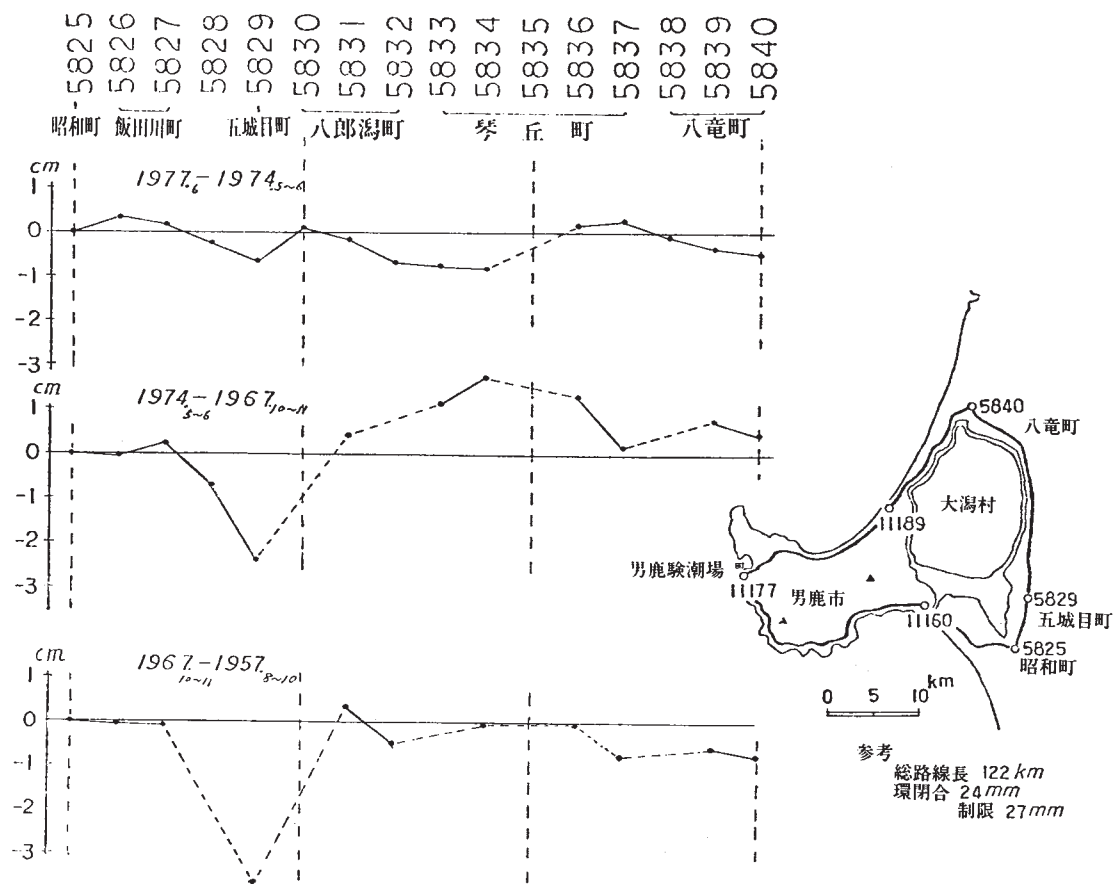 5825 5826 5827 5828 5829 5830 5831 5832 5833 5834 5835 5836 5837 5838 5839 5840
昭和町 飯田川町 五城目町 八郎潟町 琴丘町 八竜町
cm
1977.6-1974.5~6
1
0
-1
-2
-3
cm
1974.5~6-1967.10~11
1
0
-1
-2
-3
cm
1967.10~11-1957.8~10
1
0
-1
-2
-3
5840
八竜町
大潟村
11189
男鹿験潮場
11177
男鹿市
11160
5829
五城目町
5825
昭和町
0 5 10 km
参考
総路線長 122km
環閉合 24mm
制限 27mm